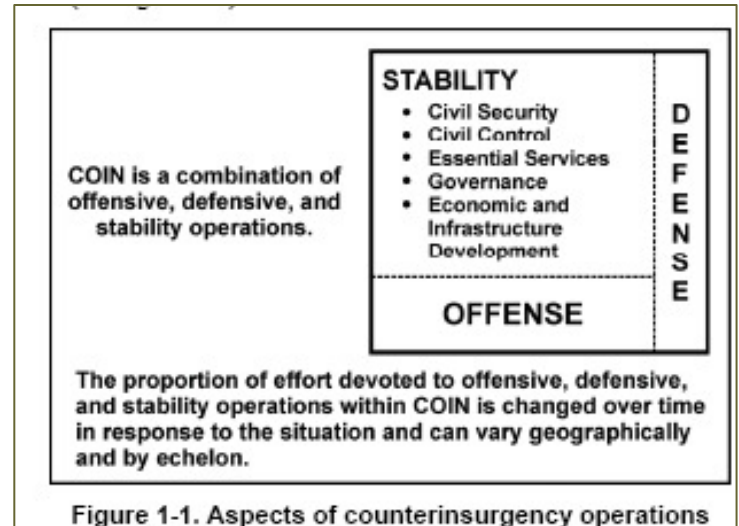 COIN is a combination of
offensive, defensive, and
stability operations.
STABILITY
• Civil Security
• Civil Control
• Essential Services
• Governance
• Economic and
Infrastructure
Development
DEFENSE
OFFENSE
The proportion of effort devoted to offensive, defensive,
and stability operations within COIN is changed over time
in response to the situation and can vary geographically
and by echelon.
Figure 1-1. Aspects of counterinsurgency operations